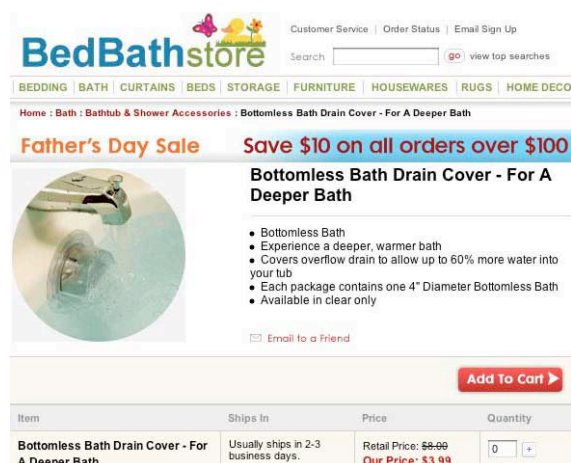 BedBathstore
Customer Service | Order Status | Email Sign Up
Search go view top searches
BEDDING | BATH | CURTAINS | BEDS | STORAGE | FURNITURE | HOUSEWARES | RUGS | HOME DECO
Home : Bath : Bathtub & Shower Accessories : Bottomless Bath Drain Cover - For A Deeper Bath
Father's Day Sale Save $10 on all orders over $100
Bottomless Bath Drain Cover - For A
Deeper Bath
• Bottomless Bath
• Experience a deeper, warmer bath
• Covers overflow drain to allow up to 60% more water into
your tub
• Each package contains one 4" Diameter Bottomless Bath
• Available in clear only
Email to a Friend
Add To Cart
Item Ships In Price Quantity
Bottomless Bath Drain Cover - For
A Deeper Bath
Usually ships in 2-3
business days.
Retail Price: $8.00
Our Price: $3.99
0 +